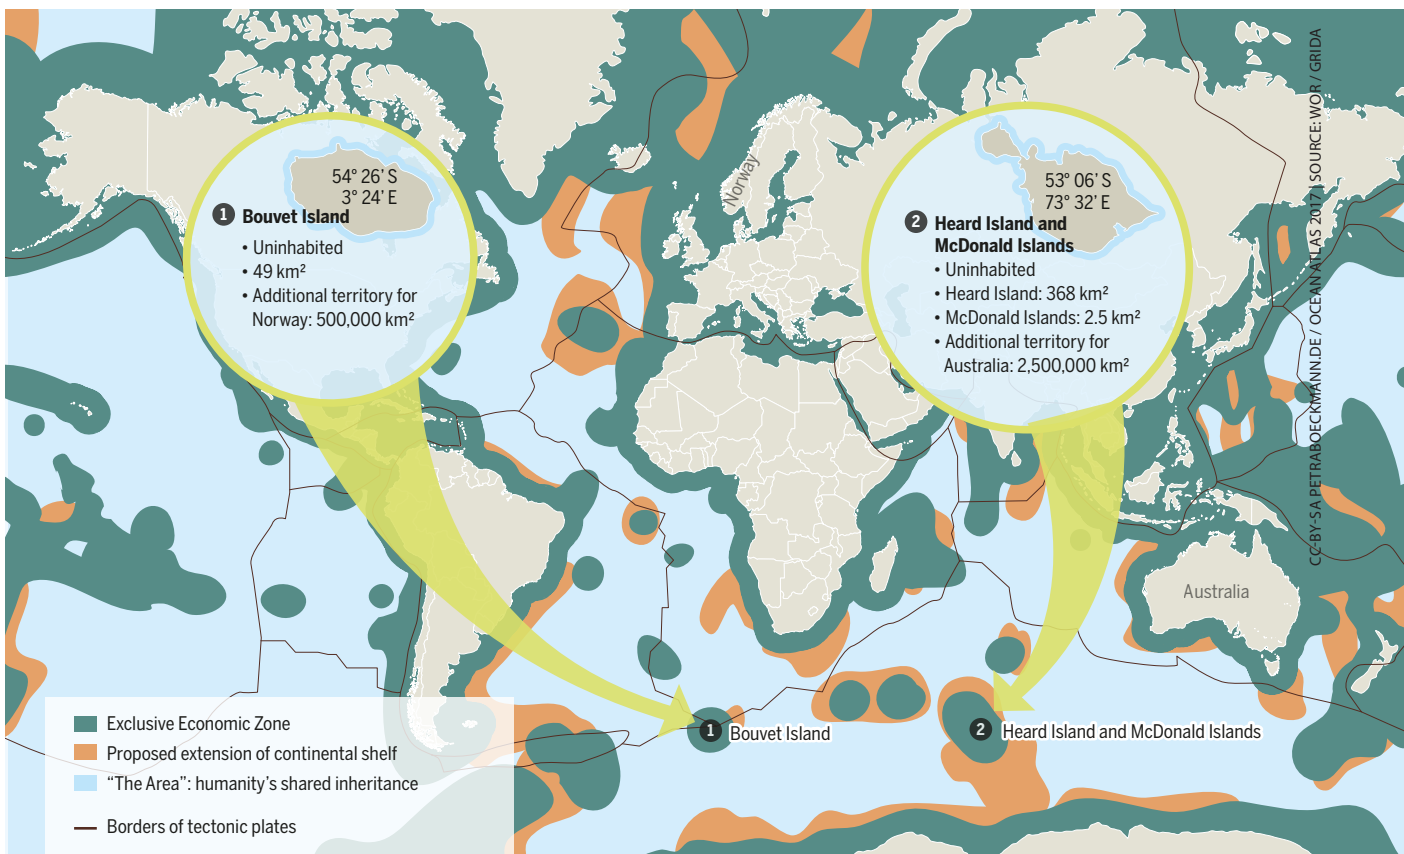 54° 26' S
3° 24' E
1 Bouvet Island
• Uninhabited
• 49 km²
• Additional territory for
Norway: 500,000 km²
Norway
53° 06' S
73° 32' E
2 Heard Island and
McDonald Islands
• Uninhabited
• Heard Island: 368 km²
• McDonald Islands: 2.5 km²
• Additional territory for
Australia: 2,500,000 km²
Australia
1 Bouvet Island
2 Heard Island and McDonald Islands
Exclusive Economic Zone
Proposed extension of continental shelf
“The Area”: humanity’s shared inheritance
Borders of tectonic plates
CC-BY-SA PETRABOECKMANN.DE / OCEAN ATLAS 2017 | SOURCE: WOR / GRIDA